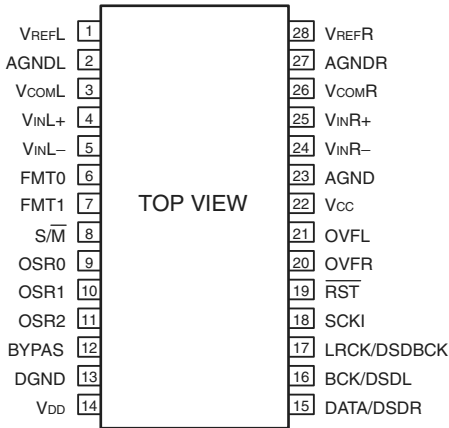 VREFL 1 28 VREFR
AGNDL 2 27 AGNDR
VCOML 3 26 VCOMR
VINL+ 4 25 VINR+
VINL− 5 24 VINR−
FMT0 6 23 AGND
FMT1 7 TOP VIEW 22 VCC
S/M̅ 8 21 OVFL
OSR0 9 20 OVFR
OSR1 10 19 R̅S̅T̅
OSR2 11 18 SCKI
BYPAS 12 17 LRCK/DSDBCK
DGND 13 16 BCK/DSDL
VDD 14 15 DATA/DSDR